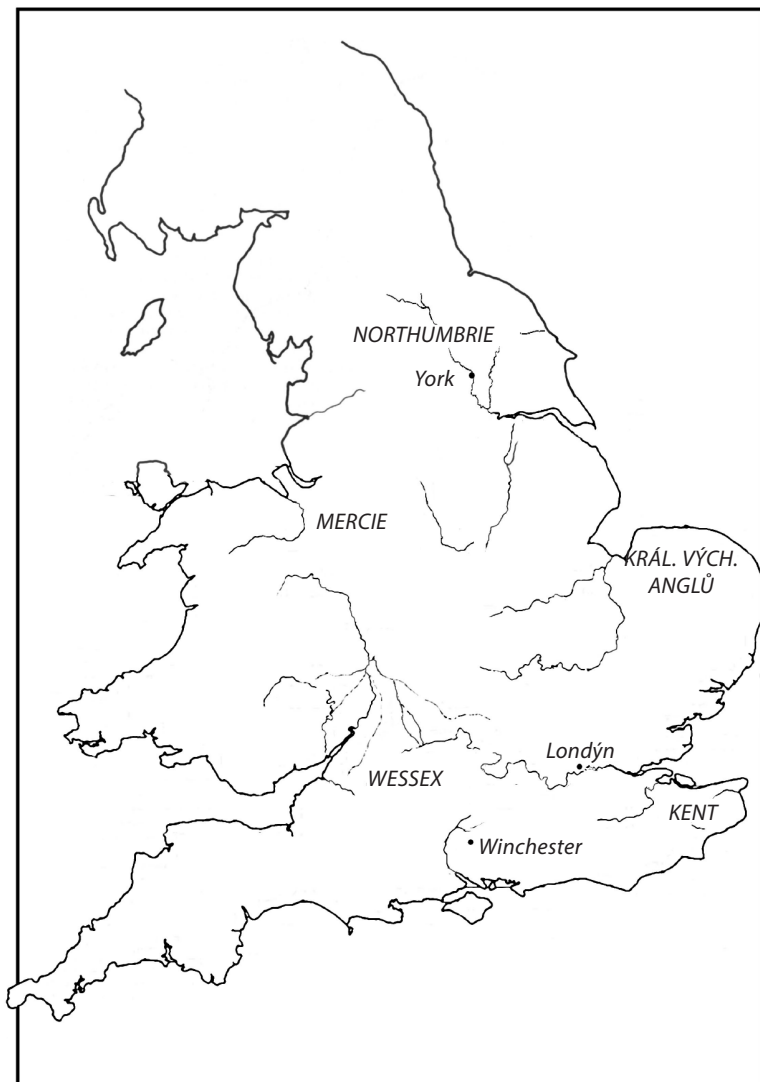 NORTHUMBRIE
York
MERCIE
KRÁL. VÝCH.
ANGLŮ
Londýn
WESSEX
KENT
Winchester